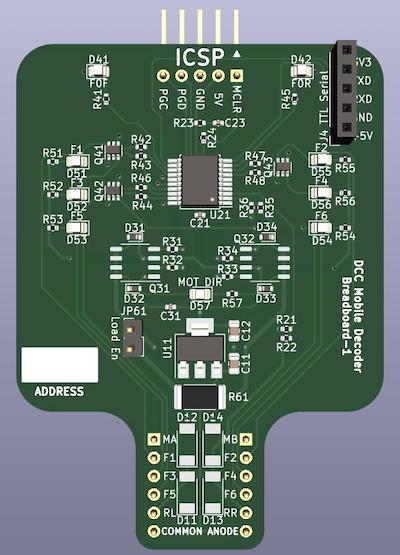 ICSP
D41
F0F
R41
D42
F0R
R45
PGC
PGD
GND
5V
MCLR
J4 TTL Serial
3V3
TXD
RXD
GND
5V
R23
C23
R24
R51
F1
D51
R42
R43
Q41
R52
F3
D52
Q42
R46
R44
R53
F5
D53
R47
R48
Q43
F2
D55
R55
F4
D56
R56
F6
D54
R54
R36
R35
U21
C21
D31
R31
R32
Q31
D32
D34
Q32
R34
R33
D33
MOT DIR
D57
R57
C31
JP61
Load En
U11
C12
C11
R21
R22
R61
DCC Mobile Decoder
Breadboard-1
ADDRESS
D12 D14
MA MB
F1 F2
F3 F4
F5 F6
RL RR
D11 D13
COMMON ANODE